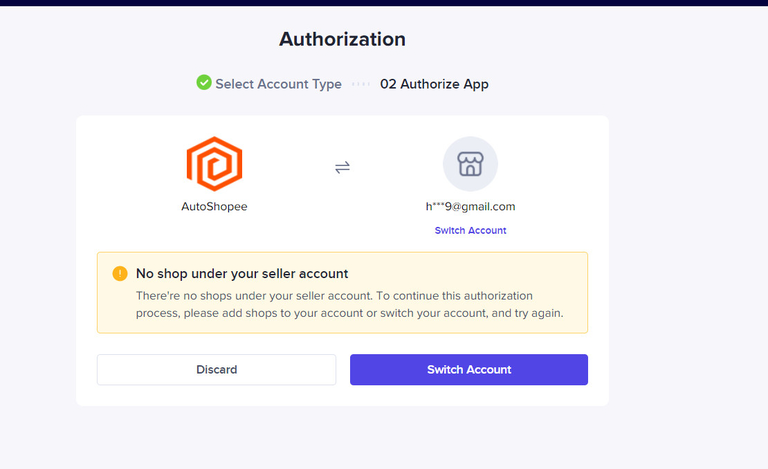 Authorization
Select Account Type
02 Authorize App
AutoShopee
h***9@gmail.com
Switch Account
No shop under your seller account
There're no shops under your seller account. To continue this authorization
process, please add shops to your account or switch your account, and try again.
Discard
Switch Account